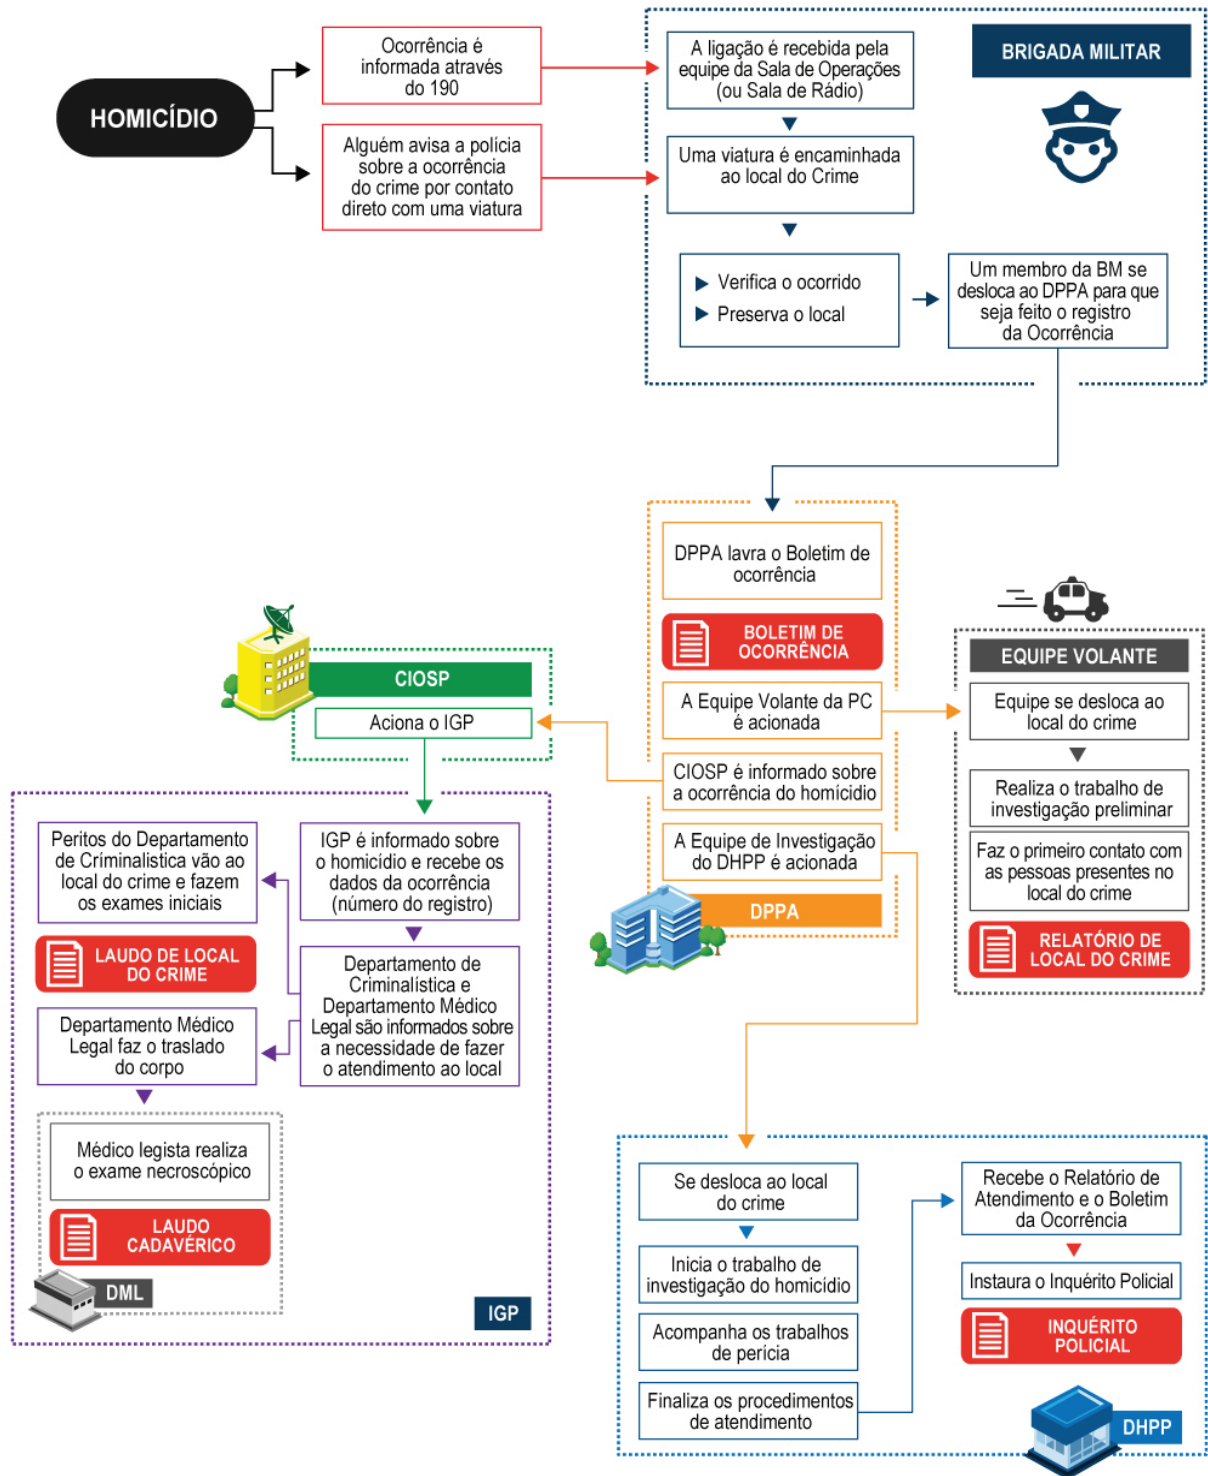 HOMICÍDIO
Ocorrência é
informada através
do 190
Alguém avisa a polícia
sobre a ocorrência
do crime por contato
direto com uma viatura
BRIGADA MILITAR
A ligação é recebida pela
equipe da Sala de Operações
(ou Sala de Rádio)
Uma viatura é encaminhada
ao local do Crime
Verifica o ocorrido
Preserva o local
Um membro da BM se
desloca ao DPPA para que
seja feito o registro
da Ocorrência
DPPA lavra o Boletim de
ocorrência
BOLETIM DE
OCORRÊNCIA
A Equipe Volante da PC
é acionada
CIOSP é informado sobre
a ocorrência do homícidio
A Equipe de Investigação
do DHPP é acionada
DPPA
EQUIPE VOLANTE
Equipe se desloca ao
local do crime
Realiza o trabalho de
investigação preliminar
Faz o primeiro contato com
as pessoas presentes no
local do crime
RELATÓRIO DE
LOCAL DO CRIME
CIOSP
Aciona o IGP
IGP é informado sobre
o homicídio e recebe os
dados da ocorrência
(número do registro)
Departamento de
Criminalística e
Departamento Médico
Legal são informados sobre
a necessidade de fazer
o atendimento ao local
Peritos do Departamento
de Criminalistica vão ao
local do crime e fazem
os exames iniciais
LAUDO DE LOCAL
DO CRIME
Departamento Médico
Legal faz o traslado
do corpo
Médico legista realiza
o exame necroscópico
LAUDO
CADAVÉRICO
DML
IGP
Se desloca ao local
do crime
Inicia o trabalho de
investigação do homicídio
Acompanha os trabalhos
de perícia
Finaliza os procedimentos
de atendimento
Recebe o Relatório de
Atendimento e o Boletim
da Ocorrência
Instaura o Inquérito Policial
INQUÉRITO
POLICIAL
DHPP